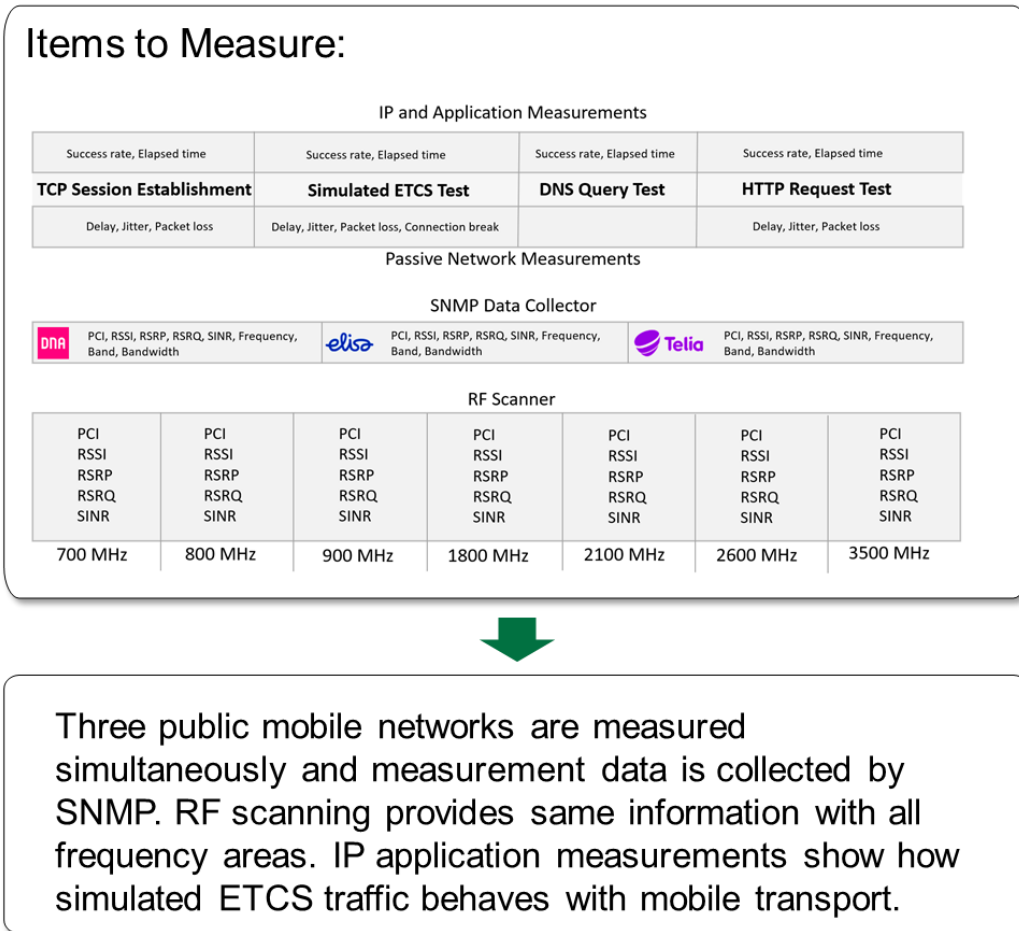 Items to Measure:
IP and Application Measurements
Success rate, Elapsed time
Success rate, Elapsed time
Success rate, Elapsed time
Success rate, Elapsed time
TCP Session Establishment
Simulated ETCS Test
DNS Query Test
HTTP Request Test
Delay, Jitter, Packet loss
Delay, Jitter, Packet loss, Connection break
Delay, Jitter, Packet loss
Passive Network Measurements
SNMP Data Collector
DNA
PCI, RSSI, RSRP, RSRQ, SINR, Frequency,
Band, Bandwidth
elisa
PCI, RSSI, RSRP, RSRQ, SINR, Frequency,
Band, Bandwidth
Telia
PCI, RSSI, RSRP, RSRQ, SINR, Frequency,
Band, Bandwidth
RF Scanner
PCI
RSSI
RSRP
RSRQ
SINR
700 MHz
PCI
RSSI
RSRP
RSRQ
SINR
800 MHz
PCI
RSSI
RSRP
RSRQ
SINR
900 MHz
PCI
RSSI
RSRP
RSRQ
SINR
1800 MHz
PCI
RSSI
RSRP
RSRQ
SINR
2100 MHz
PCI
RSSI
RSRP
RSRQ
SINR
2600 MHz
PCI
RSSI
RSRP
RSRQ
SINR
3500 MHz
Three public mobile networks are measured
simultaneously and measurement data is collected by
SNMP. RF scanning provides same information with all
frequency areas. IP application measurements show how
simulated ETCS traffic behaves with mobile transport.